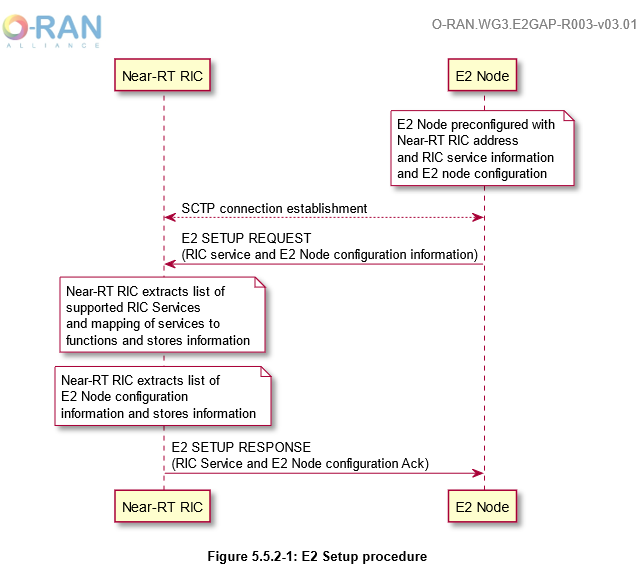 O-RAN
ALLIANCE
O-RAN.WG3.E2GAP-R003-v03.01
Near-RT RIC
E2 Node
E2 Node preconfigured with
Near-RT RIC address
and RIC service information
and E2 node configuration
SCTP connection establishment
E2 SETUP REQUEST
(RIC service and E2 Node configuration information)
Near-RT RIC extracts list of
supported RIC Services
and mapping of services to
functions and stores information
Near-RT RIC extracts list of
E2 Node configuration
information and stores information
E2 SETUP RESPONSE
(RIC Service and E2 Node configuration Ack)
Near-RT RIC
E2 Node
Figure 5.5.2-1: E2 Setup procedure